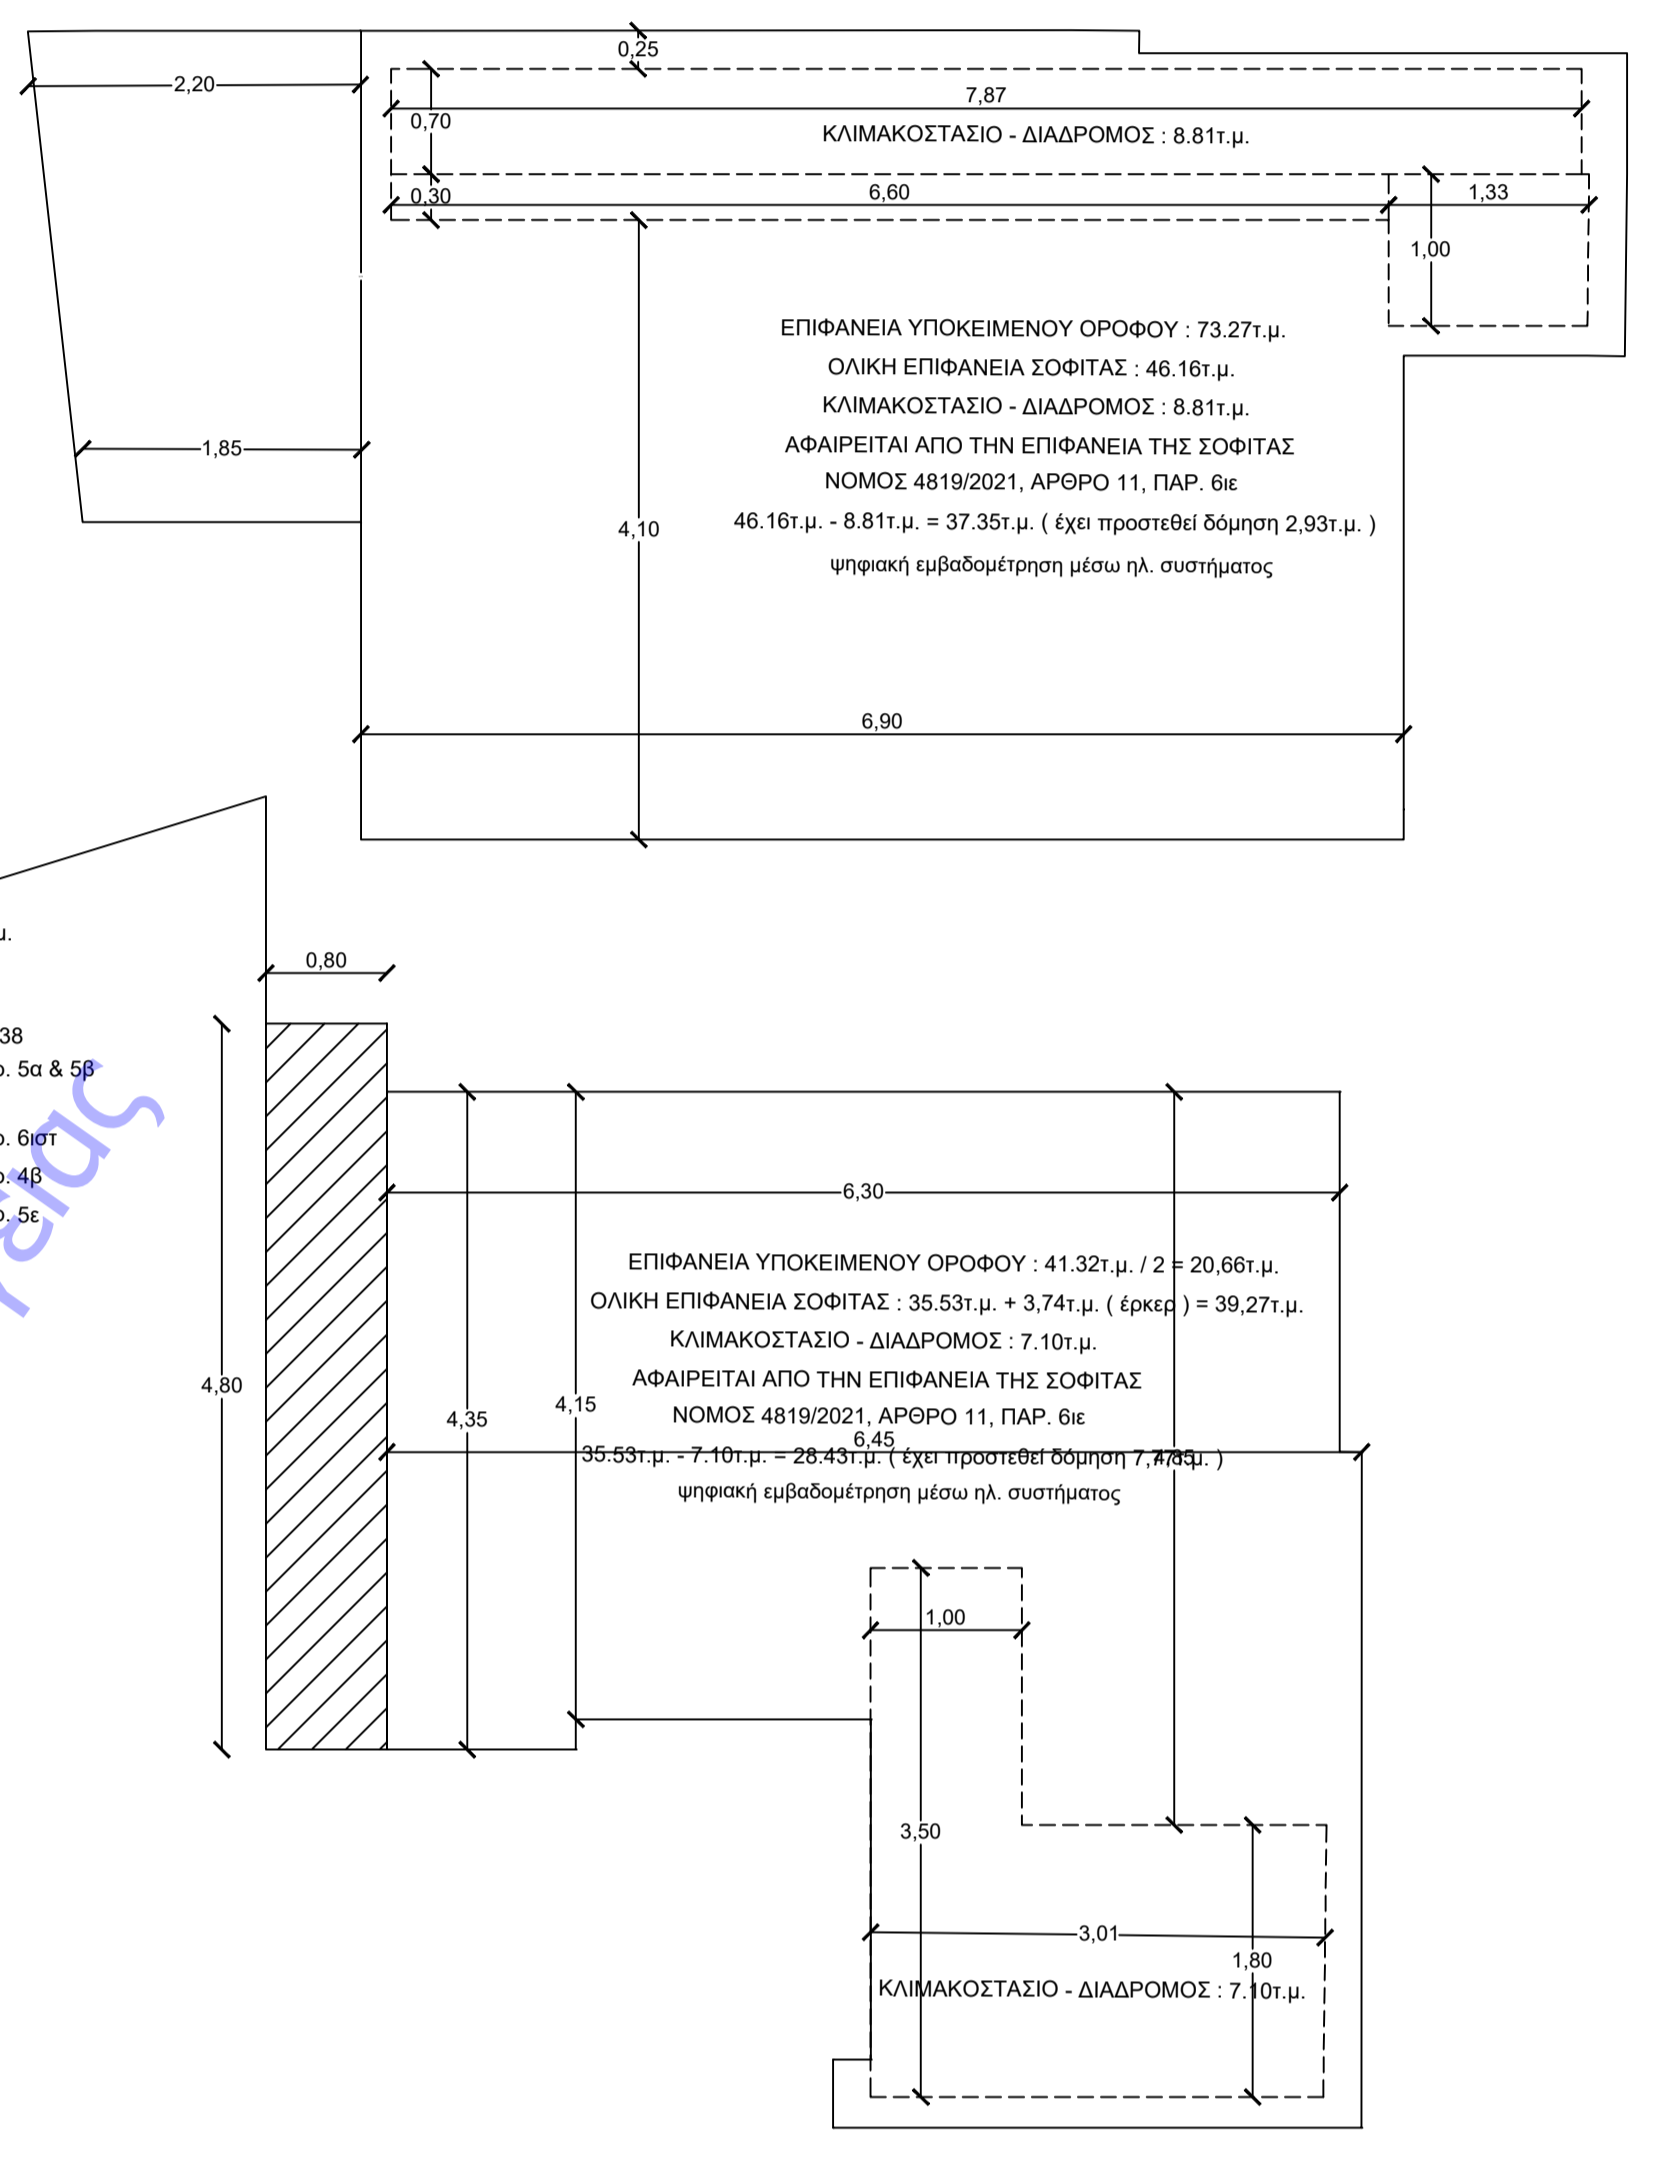 0,25
2,20
7,87
0,70
ΚΛΙΜΑΚΟΣΤΑΣΙΟ - ΔΙΑΔΡΟΜΟΣ : 8.81τ.μ.
0,30
6,60
1,33
1,00
ΕΠΙΦΑΝΕΙΑ ΥΠΟΚΕΙΜΕΝΟΥ ΟΡΟΦΟΥ : 73.27τ.μ.
ΟΛΙΚΗ ΕΠΙΦΑΝΕΙΑ ΣΟΦΙΤΑΣ : 46.16τ.μ.
ΚΛΙΜΑΚΟΣΤΑΣΙΟ - ΔΙΑΔΡΟΜΟΣ : 8.81τ.μ.
ΑΦΑΙΡΕΙΤΑΙ ΑΠΟ ΤΗΝ ΕΠΙΦΑΝΕΙΑ ΤΗΣ ΣΟΦΙΤΑΣ
1,85
ΝΟΜΟΣ 4819/2021, ΑΡΘΡΟ 11, ΠΑΡ. 6ιε
46.16τ.μ. - 8.81τ.μ. = 37.35τ.μ. ( έχει προστεθεί δόμηση 2,93τ.μ. )
4,10
ψηφιακή εμβαδομέτρηση μέσω ηλ. συστήματος
6,90
μ.
0,80
38
ρ. 5α & 5β
ρ. 6ιστ
ρ. 4β
ρ. 5ε
6,30
ΕΠΙΦΑΝΕΙΑ ΥΠΟΚΕΙΜΕΝΟΥ ΟΡΟΦΟΥ : 41.32τ.μ. / 2 = 20,66τ.μ.
ΟΛΙΚΗ ΕΠΙΦΑΝΕΙΑ ΣΟΦΙΤΑΣ : 35.53τ.μ. + 3,74τ.μ. ( έρκερ ) = 39,27τ.μ.
ΚΛΙΜΑΚΟΣΤΑΣΙΟ - ΔΙΑΔΡΟΜΟΣ : 7.10τ.μ.
ΑΦΑΙΡΕΙΤΑΙ ΑΠΟ ΤΗΝ ΕΠΙΦΑΝΕΙΑ ΤΗΣ ΣΟΦΙΤΑΣ
4,80
4,35
4,15
ΝΟΜΟΣ 4819/2021, ΑΡΘΡΟ 11, ΠΑΡ. 6ιε
6,45
35.53τ.μ. - 7.10τ.μ. = 28.43τ.μ. ( έχει προστεθεί δόμηση )
ψηφιακή εμβαδομέτρηση μέσω ηλ. συστήματος
1,00
3,50
3,01
1,80
ΚΛΙΜΑΚΟΣΤΑΣΙΟ - ΔΙΑΔΡΟΜΟΣ : 7.10τ.μ.